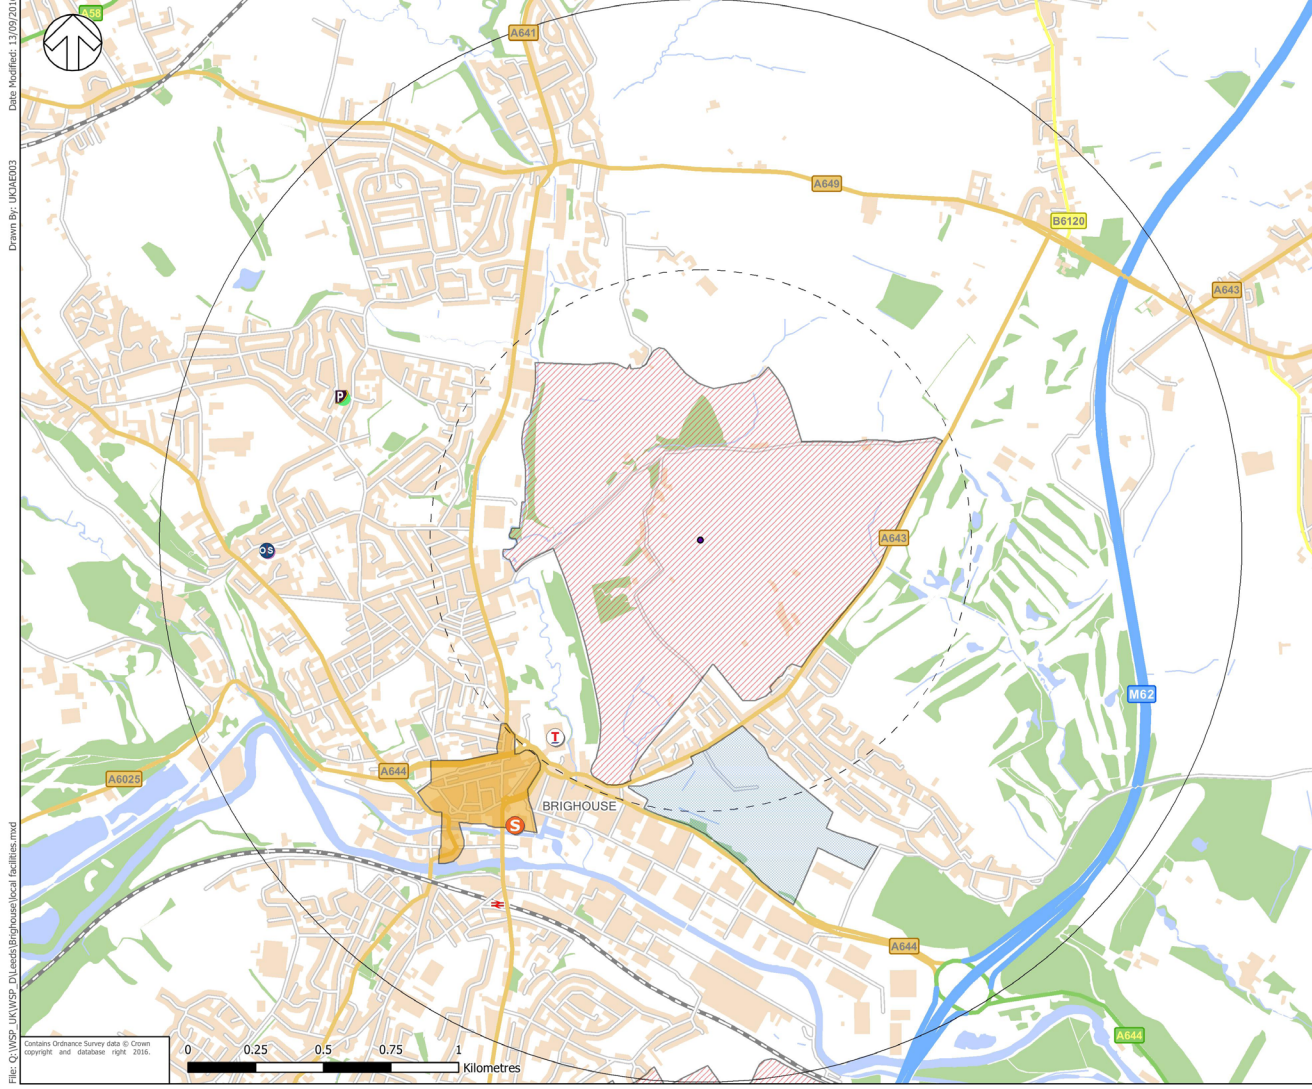 Date Modified: 13/09/2016
Drawn By: UKJAE003
File: Q:\WSP_UK\WSP_D\Leeds\Brighouse\local facilities.mxd
A58
A641
A649
B6120
A643
P
OS
A643
M62
T
A644
A6025
BRIGHOUSE
S
A644
A644
Contains Ordnance Survey data © Crown
copyright and database right 2016.
0 0.25 0.5 0.75 1
Kilometres